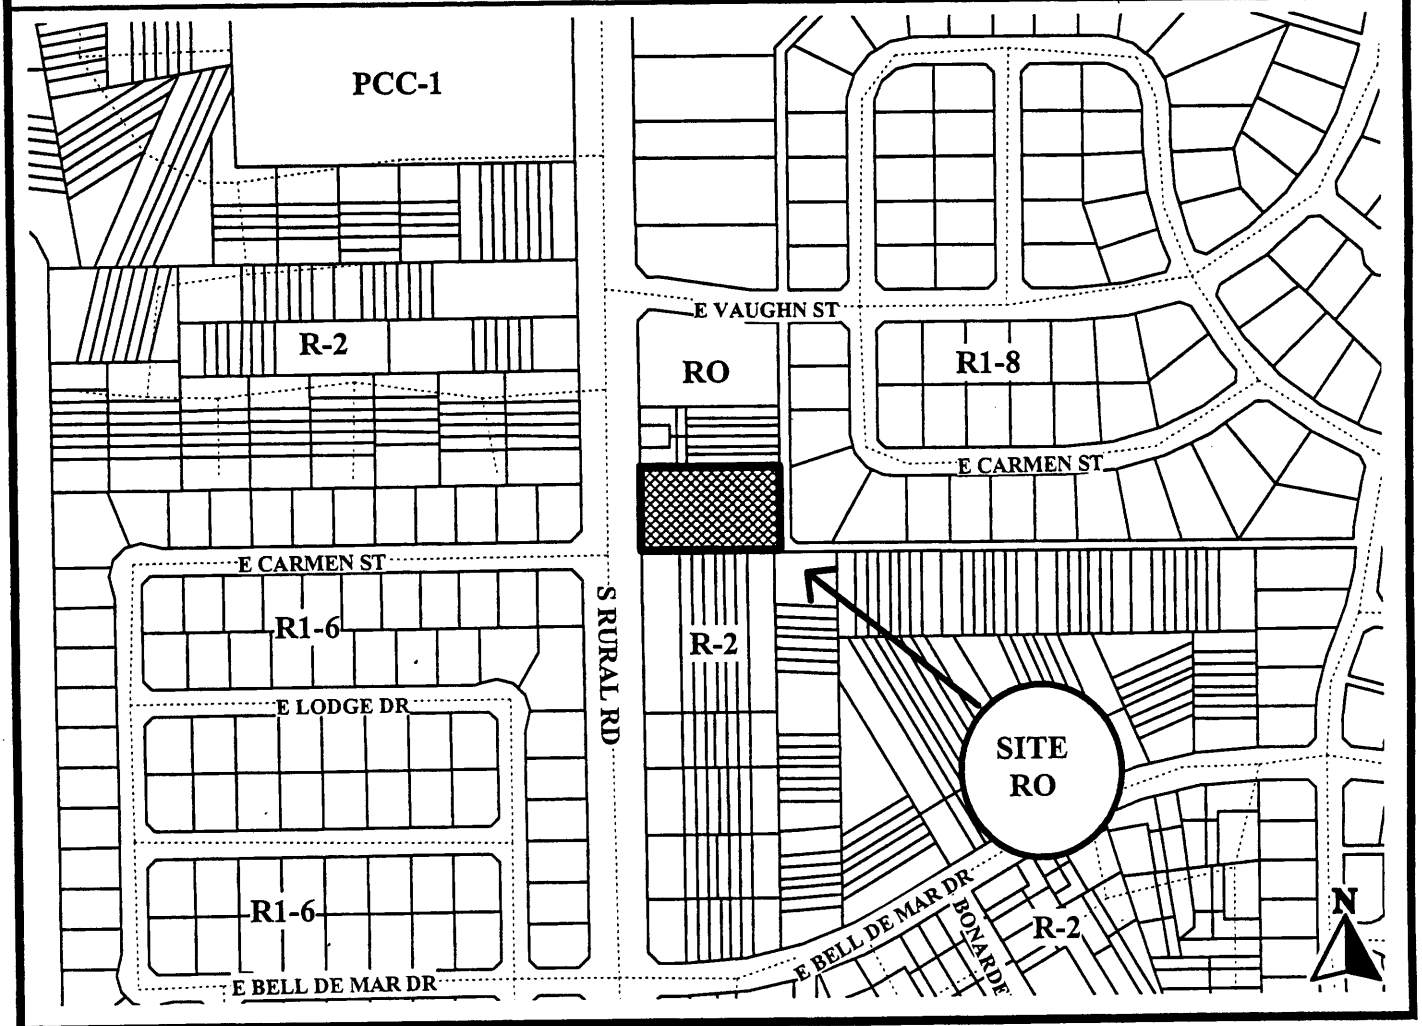 PCC-1
E VAUGHN ST
R-2
RO
R1-8
E CARMEN ST
E CARMEN ST
R1-6
S RURAL RD
R-2
E LODGE DR
SITE
RO
R1-6
E BELL DE MAR DR
BONARDE
R-2
N
E BELL DE MAR DR